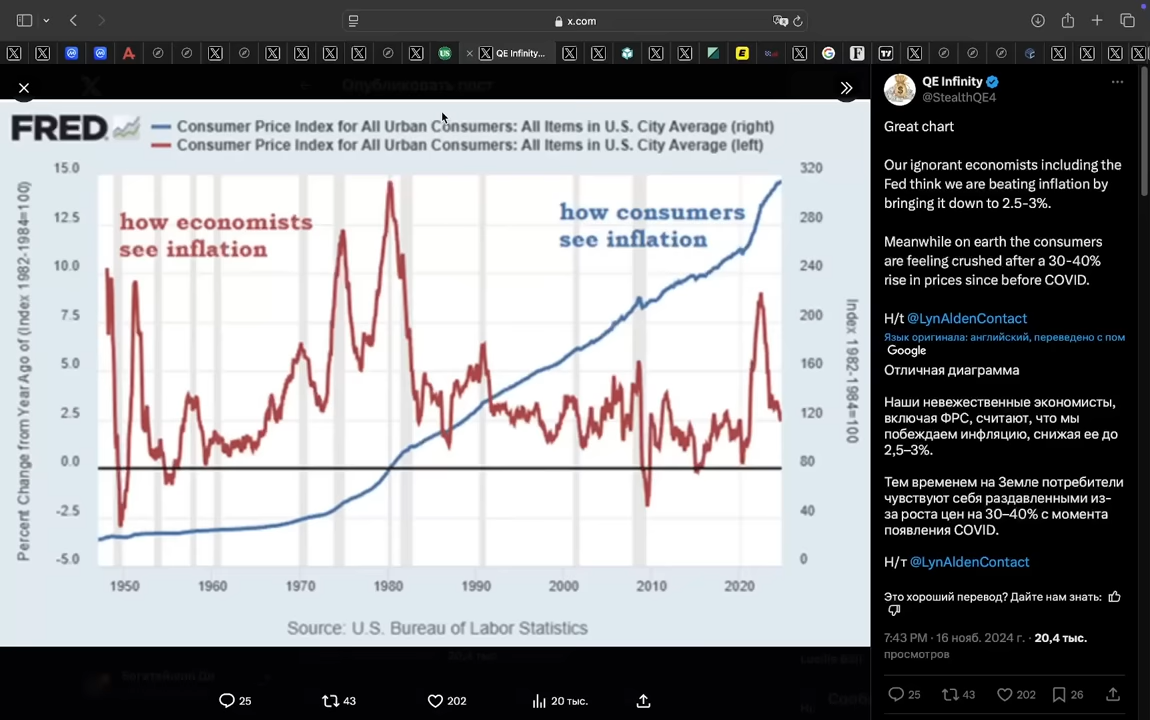 x.com
QE Infinity...
FRED
Consumer Price Index for All Urban Consumers: All Items in U.S. City Average (right)
Consumer Price Index for All Urban Consumers: All Items in U.S. City Average (left)
how economists
see inflation
how consumers
see inflation
Percent Change from Year Ago of (Index 1982-1984=100)
15.0
12.5
10.0
7.5
5.0
2.5
0.0
-2.5
-5.0
320
280
240
200
160
120
80
40
0
Index 1982-1984=100
1950
1960
1970
1980
1990
2000
2010
2020
Source: U.S. Bureau of Labor Statistics
25
43
202
20 тыс.
QE Infinity
@StealthQE4
Great chart
Our ignorant economists including the
Fed think we are beating inflation by
bringing it down to 2.5-3%.
Meanwhile on earth the consumers
are feeling crushed after a 30-40%
rise in prices since before COVID.
H/t @LynAldenContact
Язык оригинала: английский, переведено с пом
Google
Отличная диаграмма
Наши невежественные экономисты,
включая ФРС, считают, что мы
побеждаем инфляцию, снижая ее до
2,5–3%.
Тем временем на Земле потребители
чувствуют себя раздавленными из-
за роста цен на 30–40% с момента
появления COVID.
Н/т @LynAldenContact
Это хороший перевод? Дайте нам знать:
7:43 PM · 16 нояб. 2024 г. · 20,4 тыс.
просмотров
25
43
202
26